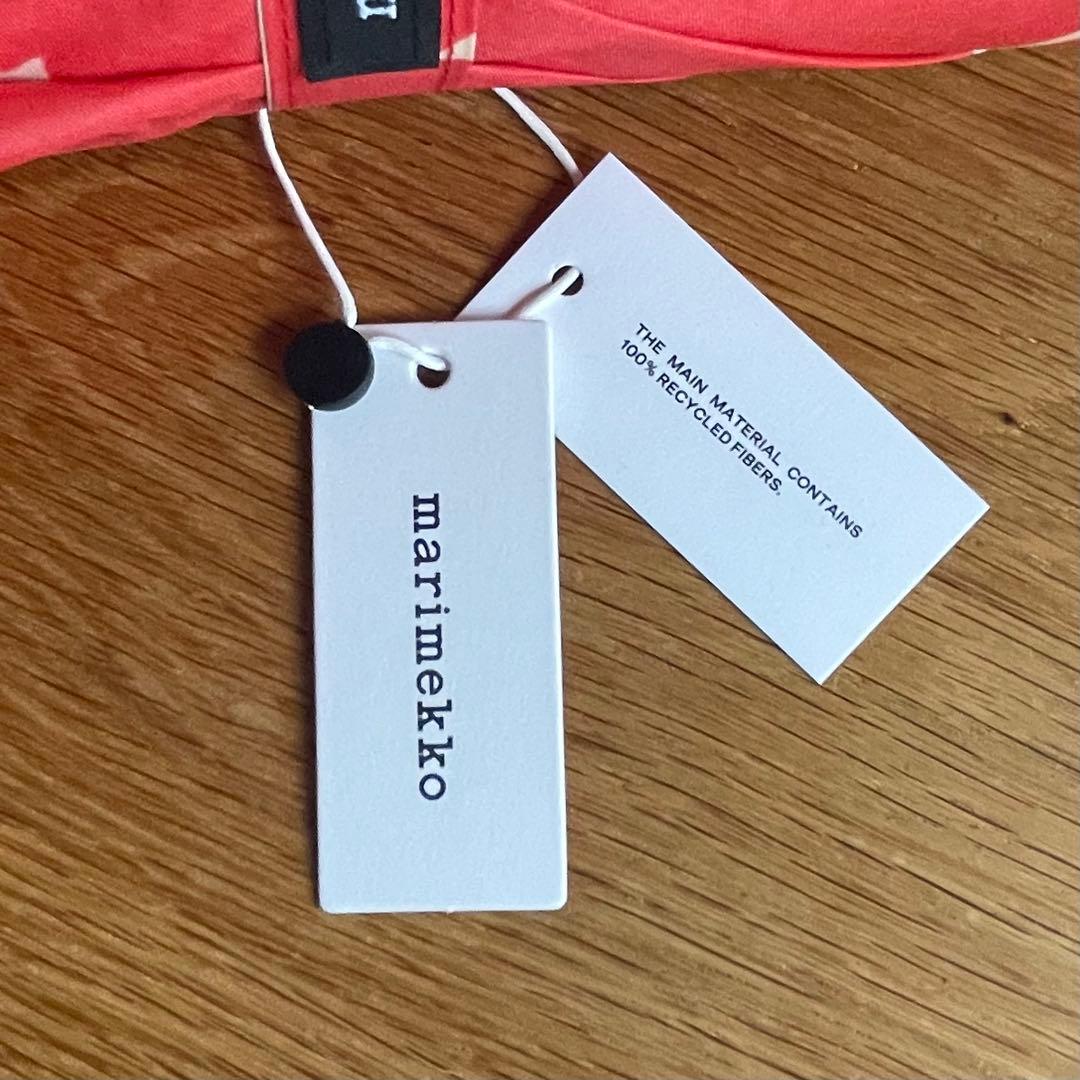 marimekko
THE MAIN MATERIAL CONTAINS
100% RECYCLED FIBERS.